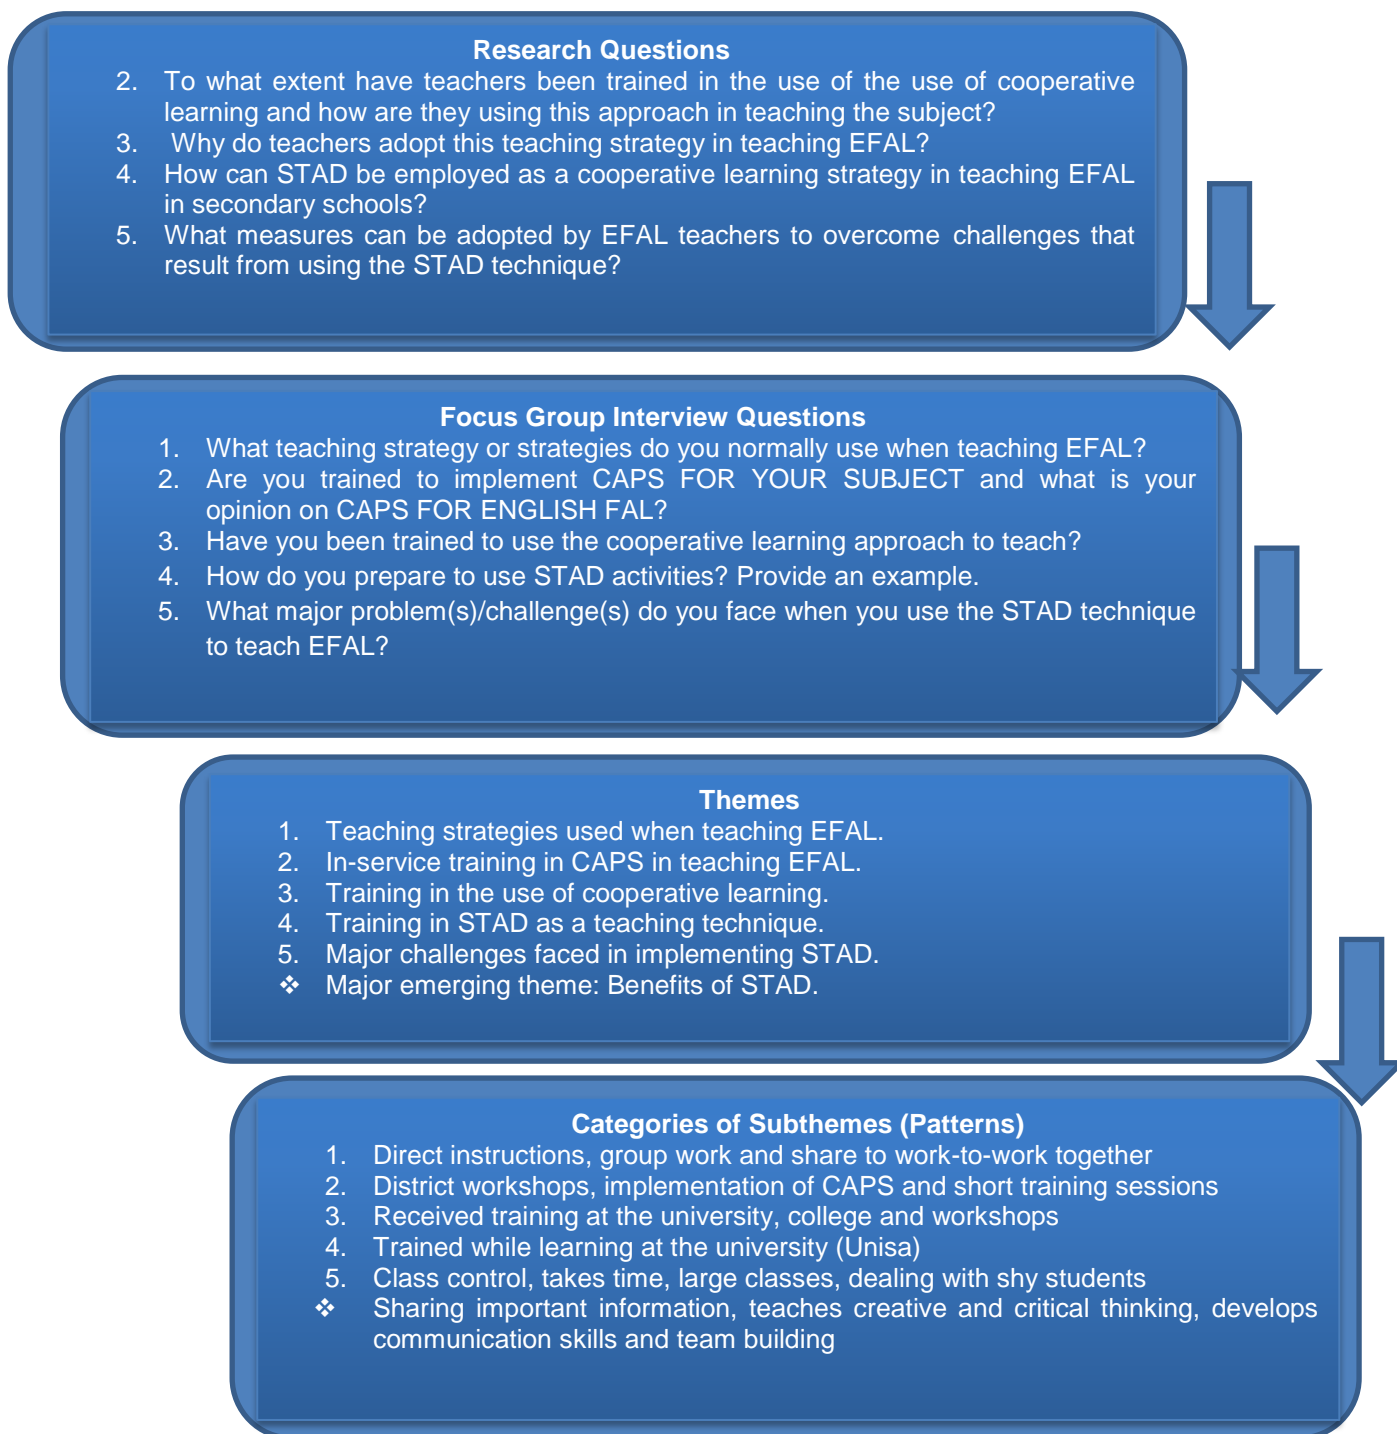 Research Questions
2. To what extent have teachers been trained in the use of the use of cooperative
learning and how are they using this approach in teaching the subject?
3. Why do teachers adopt this teaching strategy in teaching EFAL?
4. How can STAD be employed as a cooperative learning strategy in teaching EFAL
in secondary schools?
5. What measures can be adopted by EFAL teachers to overcome challenges that
result from using the STAD technique?
Focus Group Interview Questions
1. What teaching strategy or strategies do you normally use when teaching EFAL?
2. Are you trained to implement CAPS FOR YOUR SUBJECT and what is your
opinion on CAPS FOR ENGLISH FAL?
3. Have you been trained to use the cooperative learning approach to teach?
4. How do you prepare to use STAD activities? Provide an example.
5. What major problem(s)/challenge(s) do you face when you use the STAD technique
to teach EFAL?
Themes
1. Teaching strategies used when teaching EFAL.
2. In-service training in CAPS in teaching EFAL.
3. Training in the use of cooperative learning.
4. Training in STAD as a teaching technique.
5. Major challenges faced in implementing STAD.
❖ Major emerging theme: Benefits of STAD.
Categories of Subthemes (Patterns)
1. Direct instructions, group work and share to work-to-work together
2. District workshops, implementation of CAPS and short training sessions
3. Received training at the university, college and workshops
4. Trained while learning at the university (Unisa)
5. Class control, takes time, large classes, dealing with shy students
❖ Sharing important information, teaches creative and critical thinking, develops
communication skills and team building